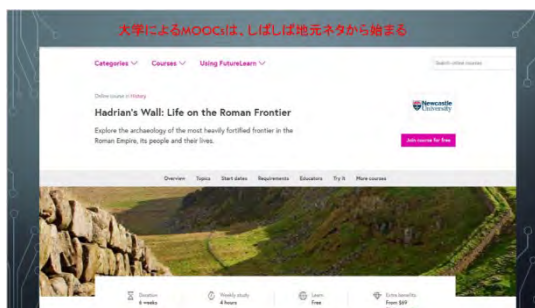 大学によるMOOCsは、しばしば地元ネタから始まる
Categories Courses Using FutureLearn
Search online courses
Online course in History
Hadrian's Wall: Life on the Roman Frontier
Newcastle University
Explore the archaeology of the most heavily fortified frontier in the
Roman Empire, its people and their lives.
Join course for free
Overview Topics Start dates Requirements Educators Try It More courses
Duration
6 weeks
Weekly study
4 hours
Learn
Free
Extra benefits
From $69